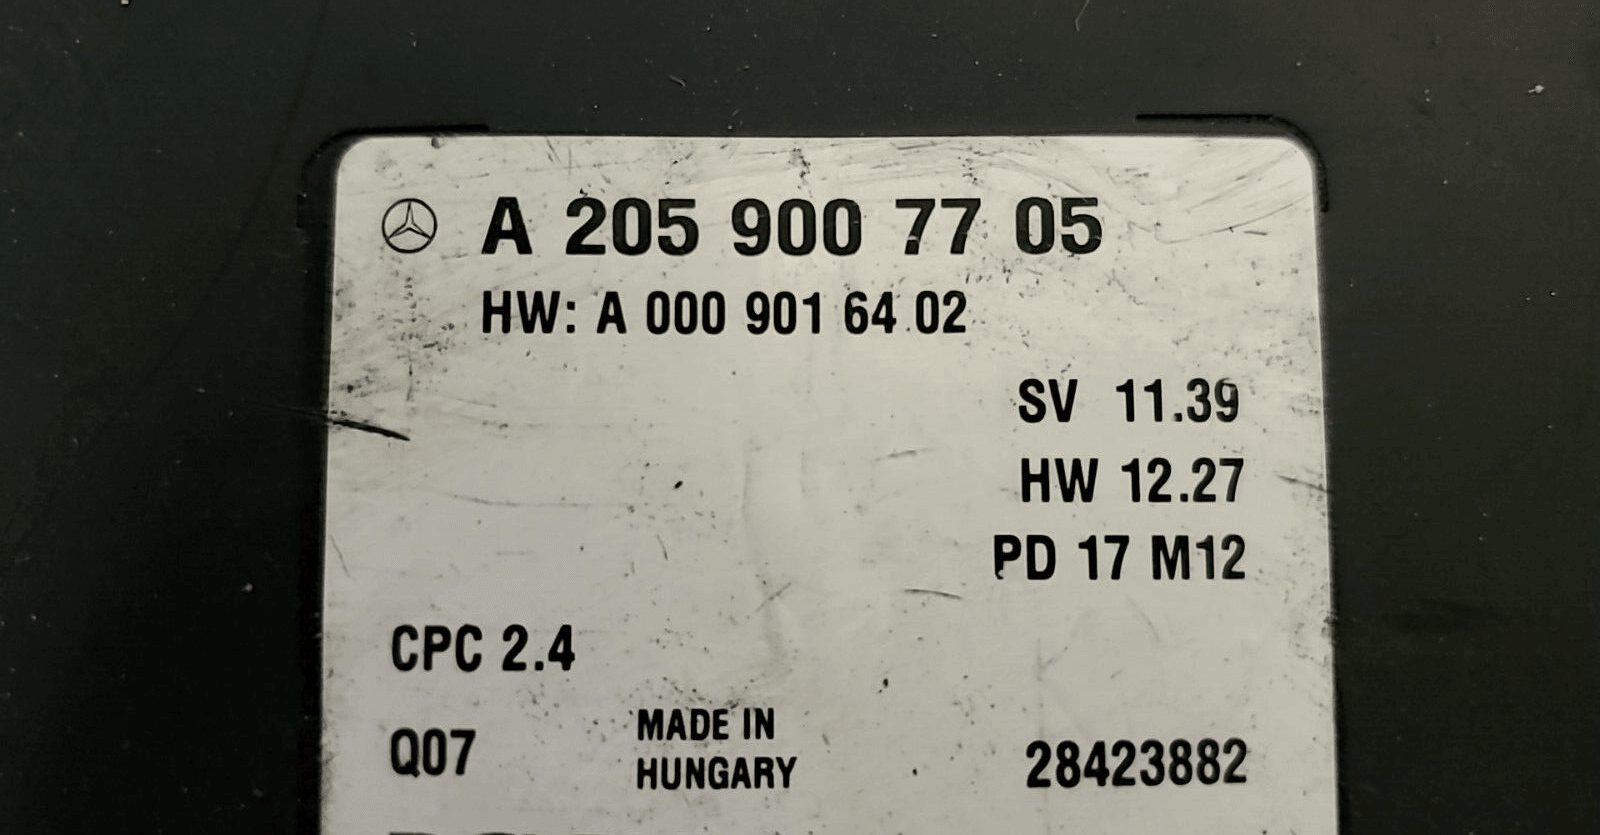 A 205 900 77 05
HW: A 000 901 64 02
SV 11.39
HW 12.27
PD 17 M12
CPC 2.4
Q07
MADE IN
HUNGARY
28423882